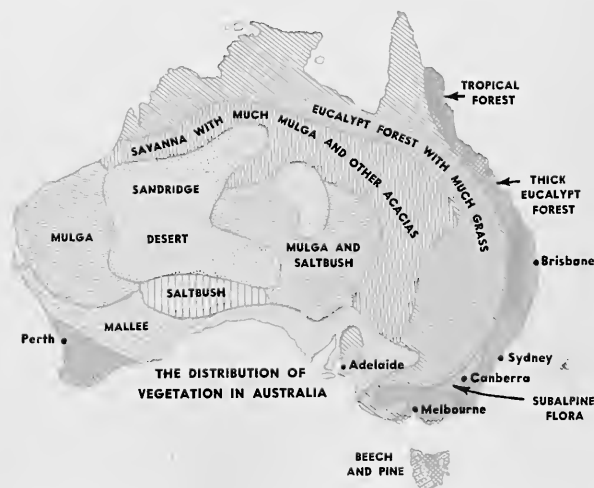 TROPICAL
FOREST
EUCALYPT FOREST WITH MUCH GRASS
SAVANNA WITH MUCH MULGA AND OTHER ACACIAS
THICK
EUCALYPT
FOREST
SANDRIDGE
DESERT
MULGA
MULGA AND
SALTBUSH
Brisbane
SALTBUSH
MALLEE
Perth
THE DISTRIBUTION OF
VEGETATION IN AUSTRALIA
Adelaide
Sydney
Canberra
Melbourne
SUBALPINE
FLORA
BEECH
AND PINE